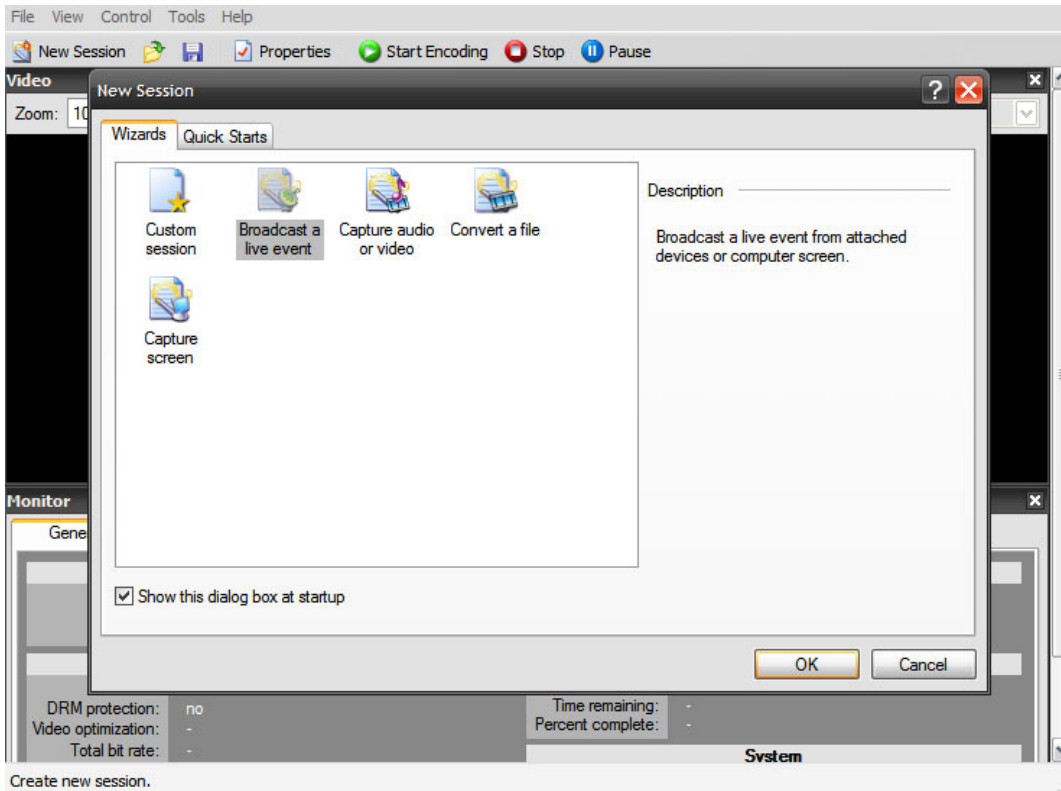 File View Control Tools Help
New Session Properties Start Encoding Stop Pause
Video
New Session
Zoom: 10
Wizards Quick Starts
Description
Custom session
Broadcast a live event
Capture audio or video
Convert a file
Broadcast a live event from attached
devices or computer screen.
Capture screen
Monitor
Gene
Show this dialog box at startup
OK Cancel
DRM protection: no
Time remaining: -
Video optimization: -
Percent complete: -
Total bit rate: -
System
Create new session.